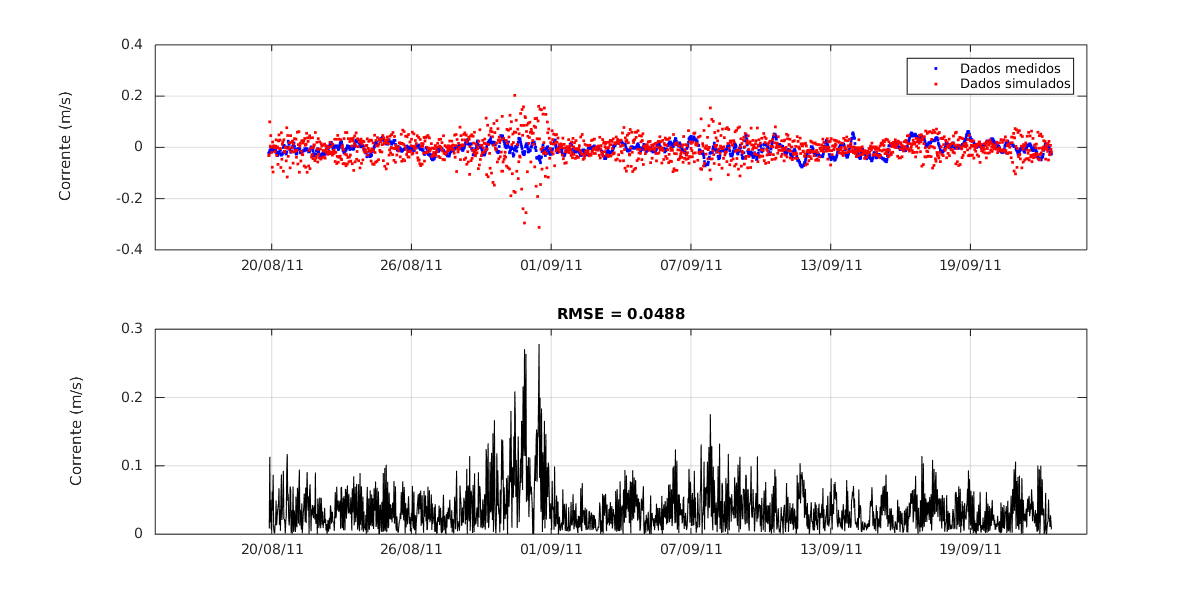 0.4
0.2
0
-0.2
-0.4
Corrente (m/s)
Dados medidos
Dados simulados
20/08/11 26/08/11 01/09/11 07/09/11 13/09/11 19/09/11
RMSE = 0.0488
0.3
0.2
0.1
0
Corrente (m/s)
20/08/11 26/08/11 01/09/11 07/09/11 13/09/11 19/09/11